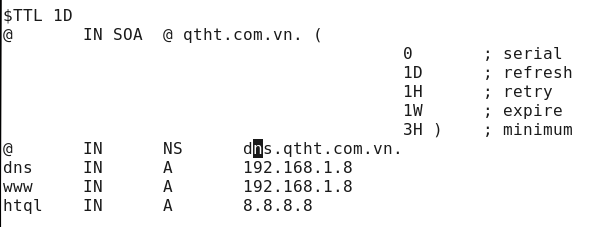 $TTL 1D
@ IN SOA @ qtht.com.vn. (
0 ; serial
1D ; refresh
1H ; retry
1W ; expire
3H ) ; minimum
@ IN NS dns.qtht.com.vn.
dns IN A 192.168.1.8
www IN A 192.168.1.8
htql IN A 8.8.8.8